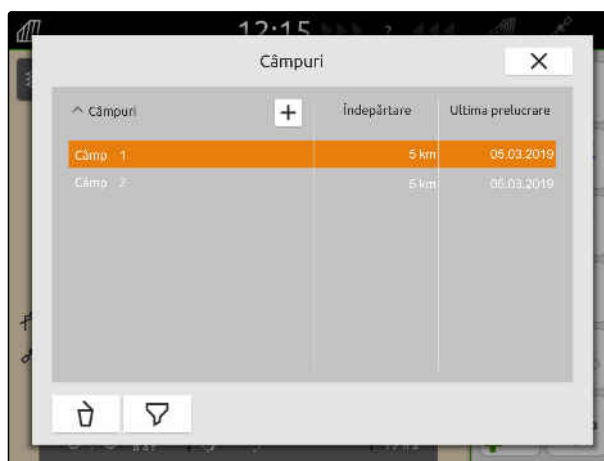 12:15
Câmpuri
^ Câmpuri + Îndepărtare Ultima prelucrare
Câmp 1 5 km 05.03.2019
Câmp 2 5 km 05.03.2019